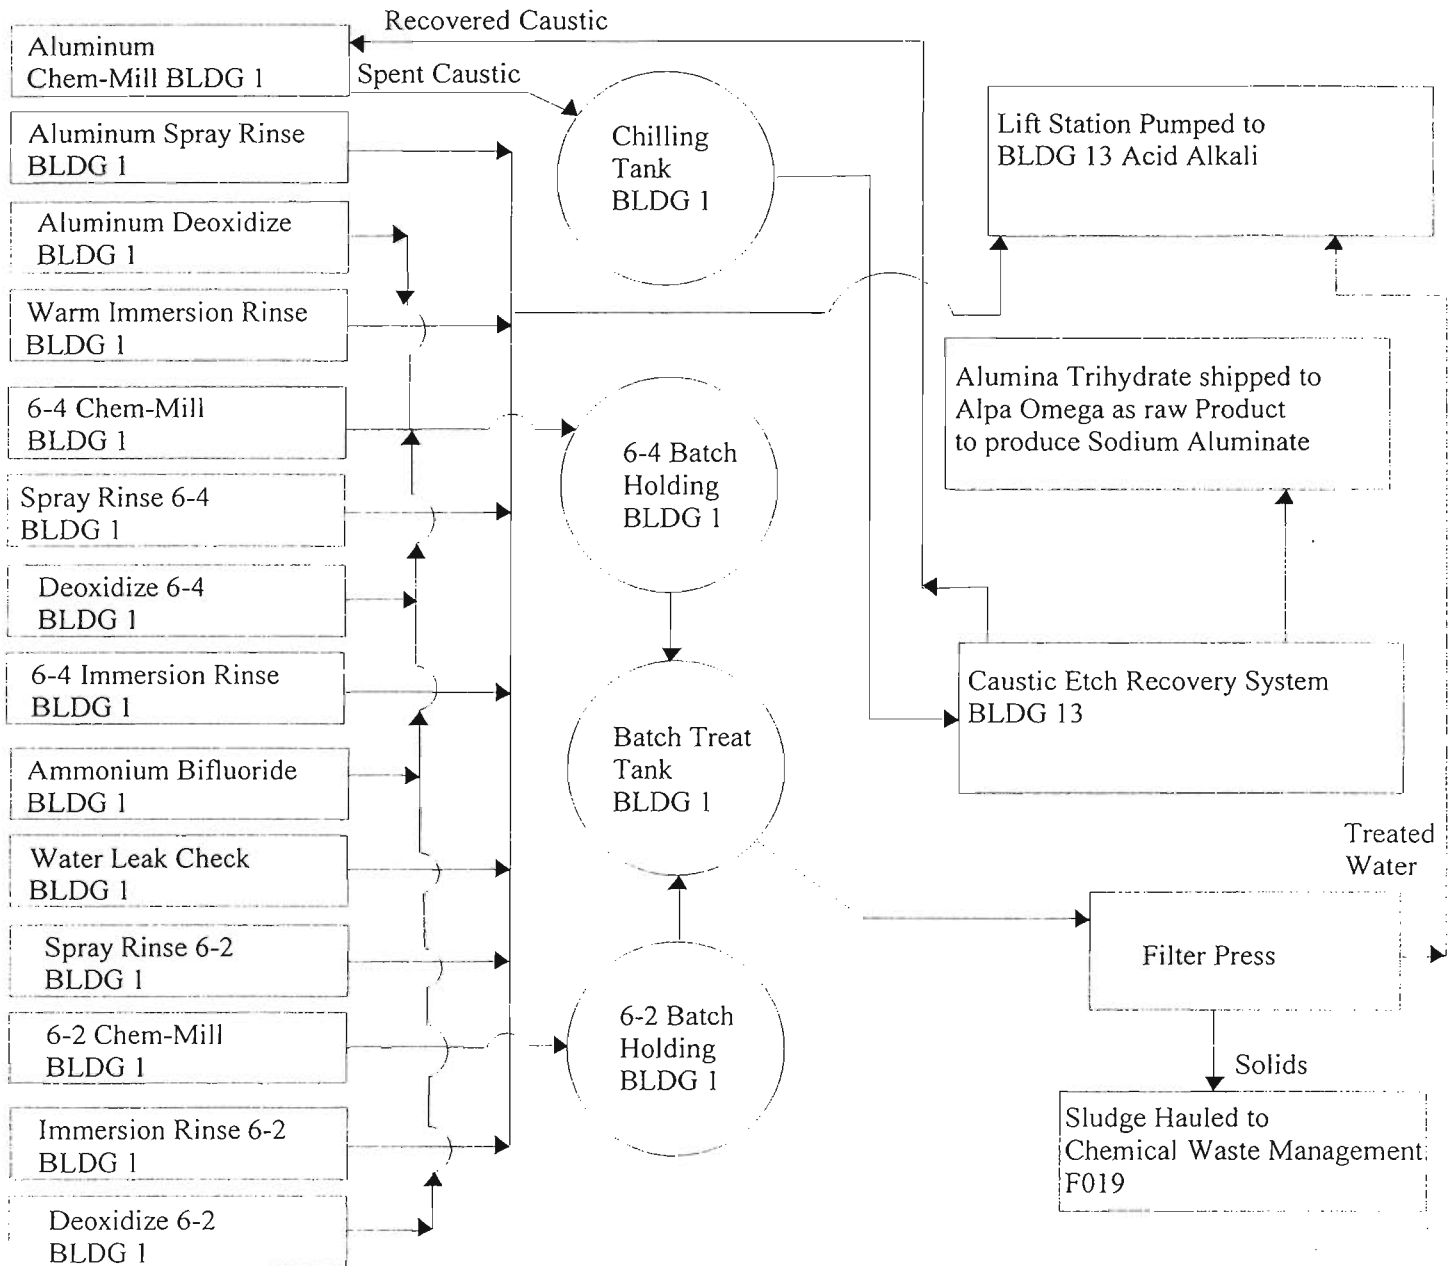 Recovered Caustic
Aluminum
Chem-Mill BLDG 1
Spent Caustic
Aluminum Spray Rinse
BLDG 1
Aluminum Deoxidize
BLDG 1
Warm Immersion Rinse
BLDG 1
6-4 Chem-Mill
BLDG 1
Spray Rinse 6-4
BLDG 1
Deoxidize 6-4
BLDG 1
6-4 Immersion Rinse
BLDG 1
Ammonium Bifluoride
BLDG 1
Water Leak Check
BLDG 1
Spray Rinse 6-2
BLDG 1
6-2 Chem-Mill
BLDG 1
Immersion Rinse 6-2
BLDG 1
Deoxidize 6-2
BLDG 1
Chilling
Tank
BLDG 1
6-4 Batch
Holding
BLDG 1
Batch Treat
Tank
BLDG 1
6-2 Batch
Holding
BLDG 1
Lift Station Pumped to
BLDG 13 Acid Alkali
Alumina Trihydrate shipped to
Alpa Omega as raw Product
to produce Sodium Aluminate
Caustic Etch Recovery System
BLDG 13
Treated
Water
Filter Press
Solids
Sludge Hauled to
Chemical Waste Management
F019